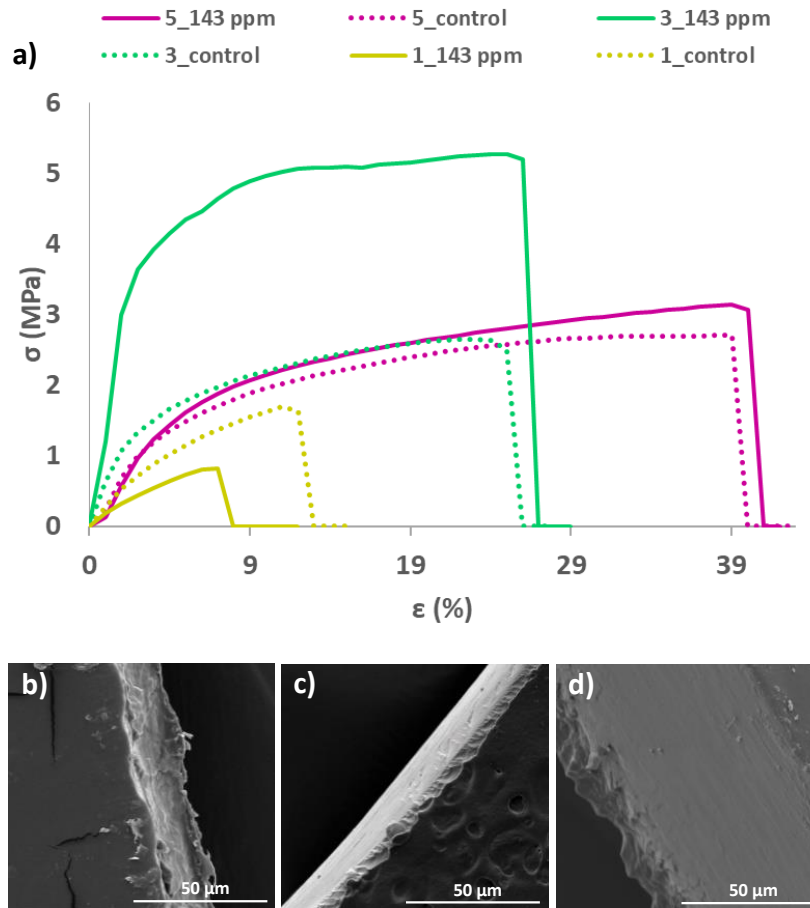 5_143 ppm 5_control 3_143 ppm
3_control 1_143 ppm 1_control
a)
6
5
4
3
2
1
0
σ (MPa)
0 9 19 29 39
ε (%)
b) c) d)
50 μm 50 μm 50 μm